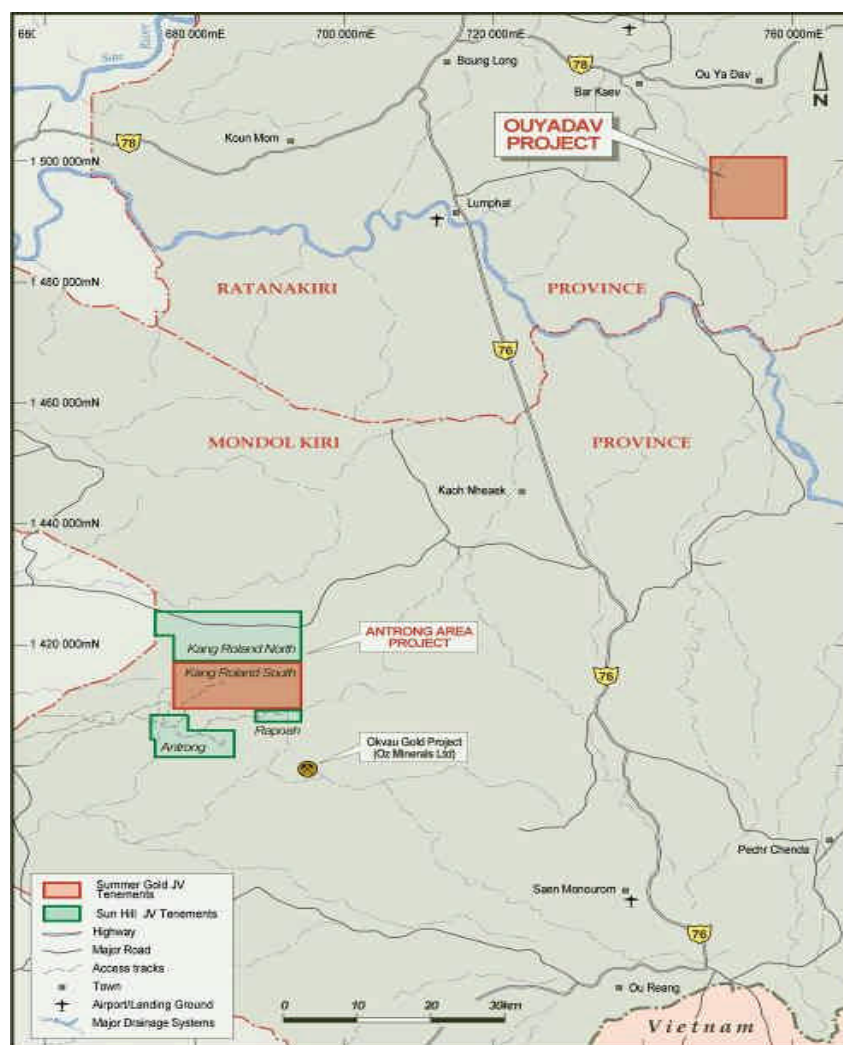 66(
680 000mE
700 000mE
720 000mE
760 000mE
San
River
Boung Long
78
Bar Kaev
Ou Ya Dav
N
OUYADAV
PROJECT
78
Koun Mom
1 500 000mN
Lumphat
1 480 000mN
RATANAKIRI
PROVINCE
76
1 460 000mN
MONDOL KIRI
PROVINCE
Kaoh Nheaek
1 440 000mN
1 420 000mN
Kang Roland North
ANTRONG AREA
PROJECT
Kang Roland South
76
Antrong
Rapoah
Okvau Gold Project
(Oz Minerals Ltd)
Pechr Chenda
Saen Monourom
76
Ou Reang
Vietnam
Summer Gold JV
Tenements
Sun Hill JV Tenements
Highway
Major Road
Access tracks
Town
Airport/Landing Ground
Major Drainage Systems
0
10
20
30km